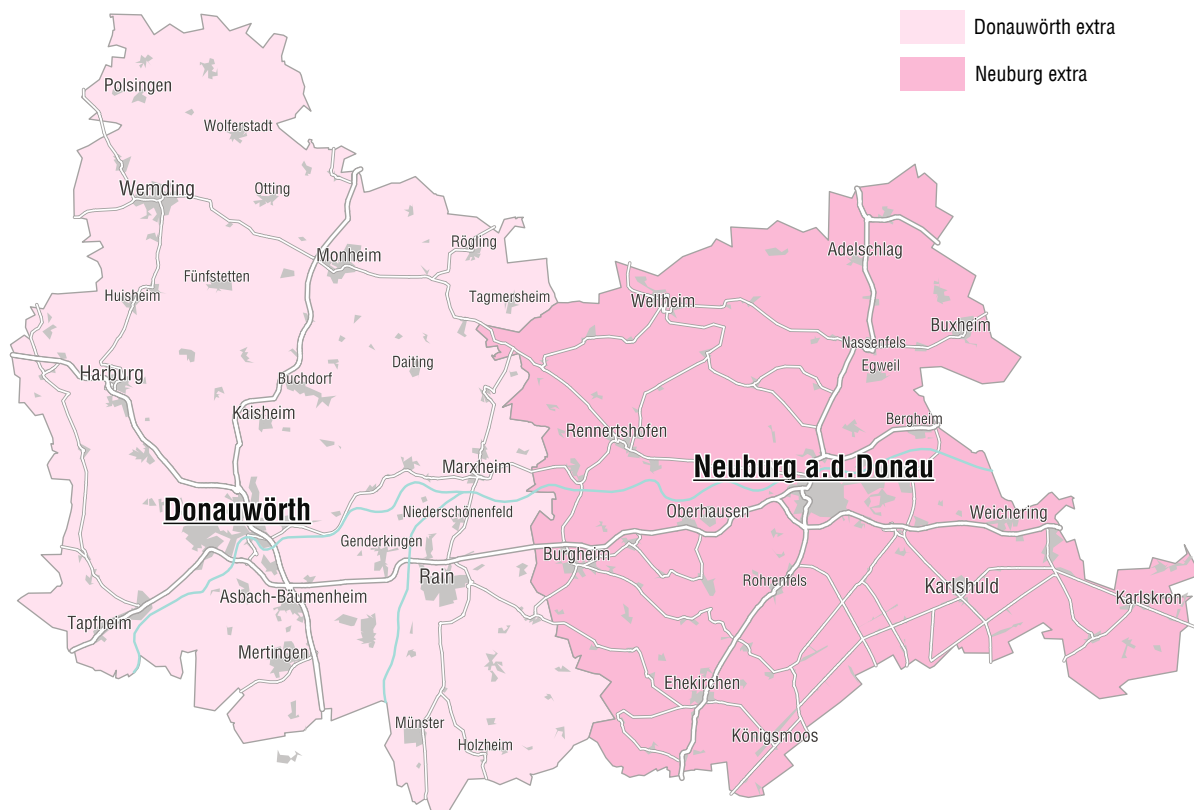 Donauwörth extra
Neuburg extra
Polsingen
Wolferstadt
Wemding
Otting
Rögling
Monheim
Adelschlag
Fünfstetten
Huisheim
Tagmersheim
Wellheim
Buxheim
Nassenfels
Daiting
Egweil
Harburg
Buchdorf
Kaisheim
Bergheim
Rennertshofen
Marxheim
Neuburg a.d.Donau
Donauwörth
Niederschönenfeld
Oberhausen
Weichering
Genderkingen
Burgheim
Rain
Rohrenfels
Karlshuld
Asbach-Bäumenheim
Karlskron
Tapfheim
Mertingen
Ehekirchen
Münster
Königsmoos
Holzheim